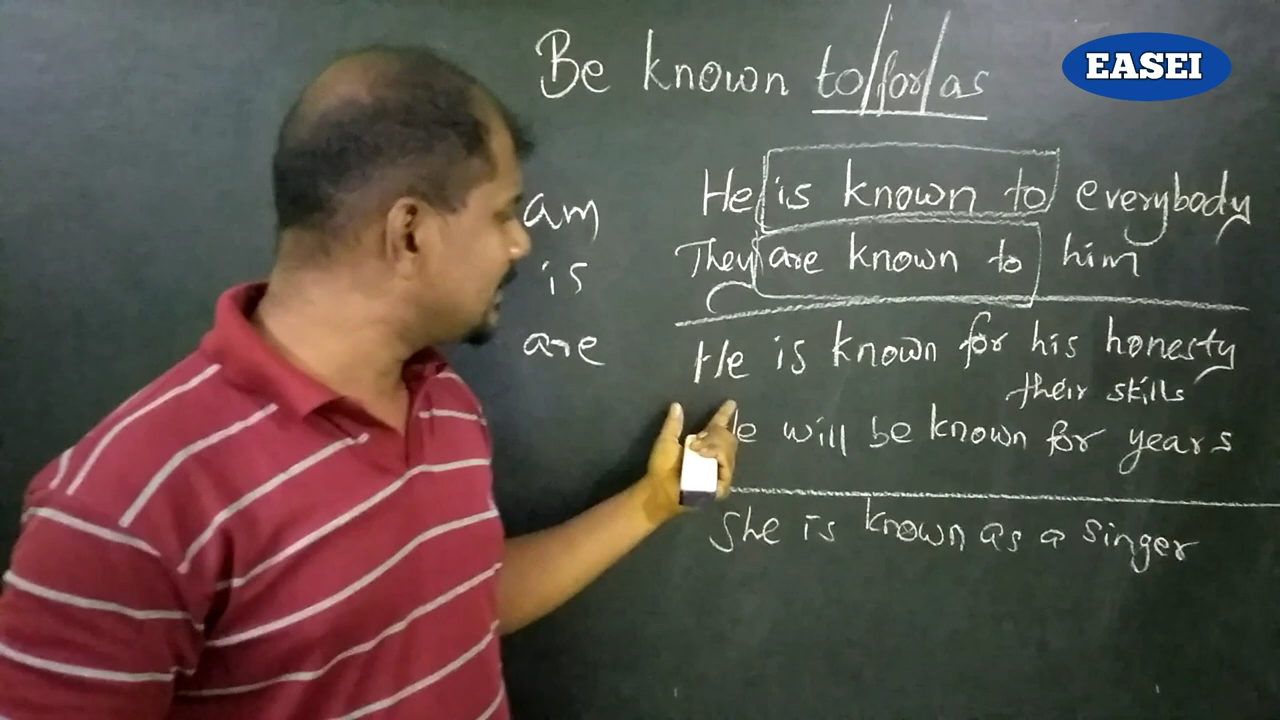 Be known to/for/as
EASEI
am
is
are
He is known to everybody
They are known to him
He is known for his honesty
their skills
He will be known for years
She is known as a singer